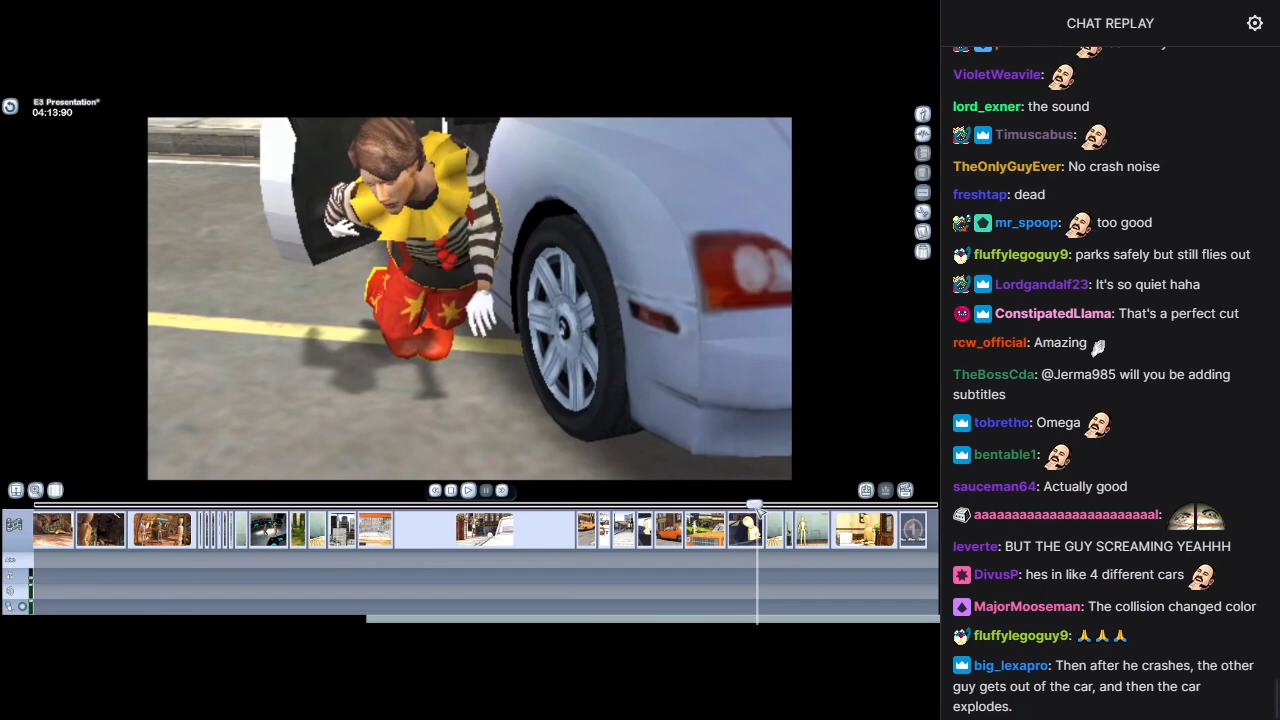 CHAT REPLAY
E3 Presentation*
04:13:90
VioletWeavile:
lord_exner: the sound
Timuscabus:
TheOnlyGuyEver: No crash noise
freshtap: dead
mr_spoop: too good
fluffylegoguy9: parks safely but still flies out
Lordgandalf23: It's so quiet haha
ConstipatedLlama: That's a perfect cut
rcw_official: Amazing
TheBossCda: @Jerma985 will you be adding
subtitles
tobretho: Omega
bentable1:
sauceman64: Actually good
aaaaaaaaaaaaaaaaaaaaaaaal:
leverte: BUT THE GUY SCREAMING YEAHHH
DivusP: hes in like 4 different cars
MajorMooseman: The collision changed color
fluffylegoguy9: 🙏 🙏 🙏
big_lexapro: Then after he crashes, the other
guy gets out of the car, and then the car
explodes.